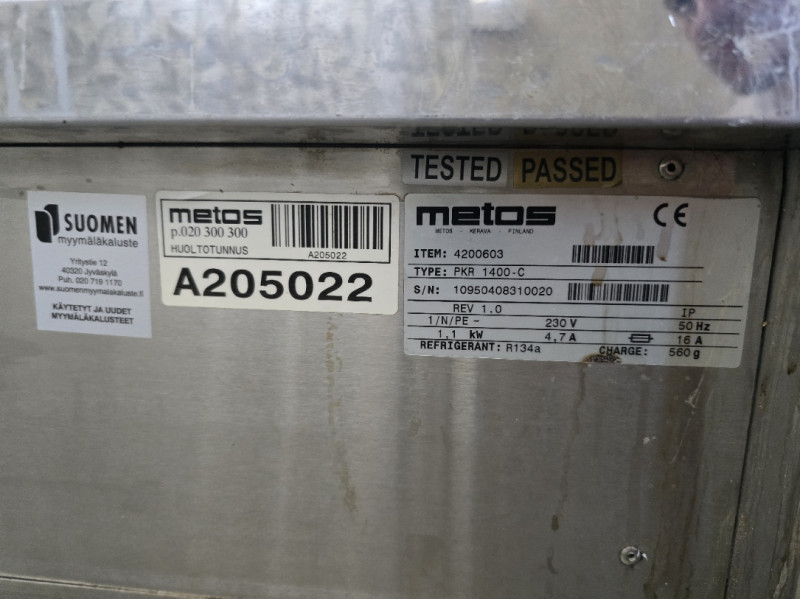 TESTED PASSED
SUOMEN
myymäläkaluste
Yritystie 12
40320 Jyväskylä
Puh. 020 719 1170
www.suomenmyymalakaluste.fi
KÄYTETYT JA UUDET
MYYMÄLÄKALUSTEET
metos
p.020 300 300
HUOLTOTUNNUS
A205022
A205022
metos
METOS - KERAVA - FINLAND
CE
ITEM: 4200603
TYPE: PKR 1400-C
S/N: 10950408310020
REV 1.0 IP
1/N/PE ~ 230 V 50 Hz
1.1 kW 4.7 A 16 A
REFRIGERANT: R134a CHARGE: 560 g